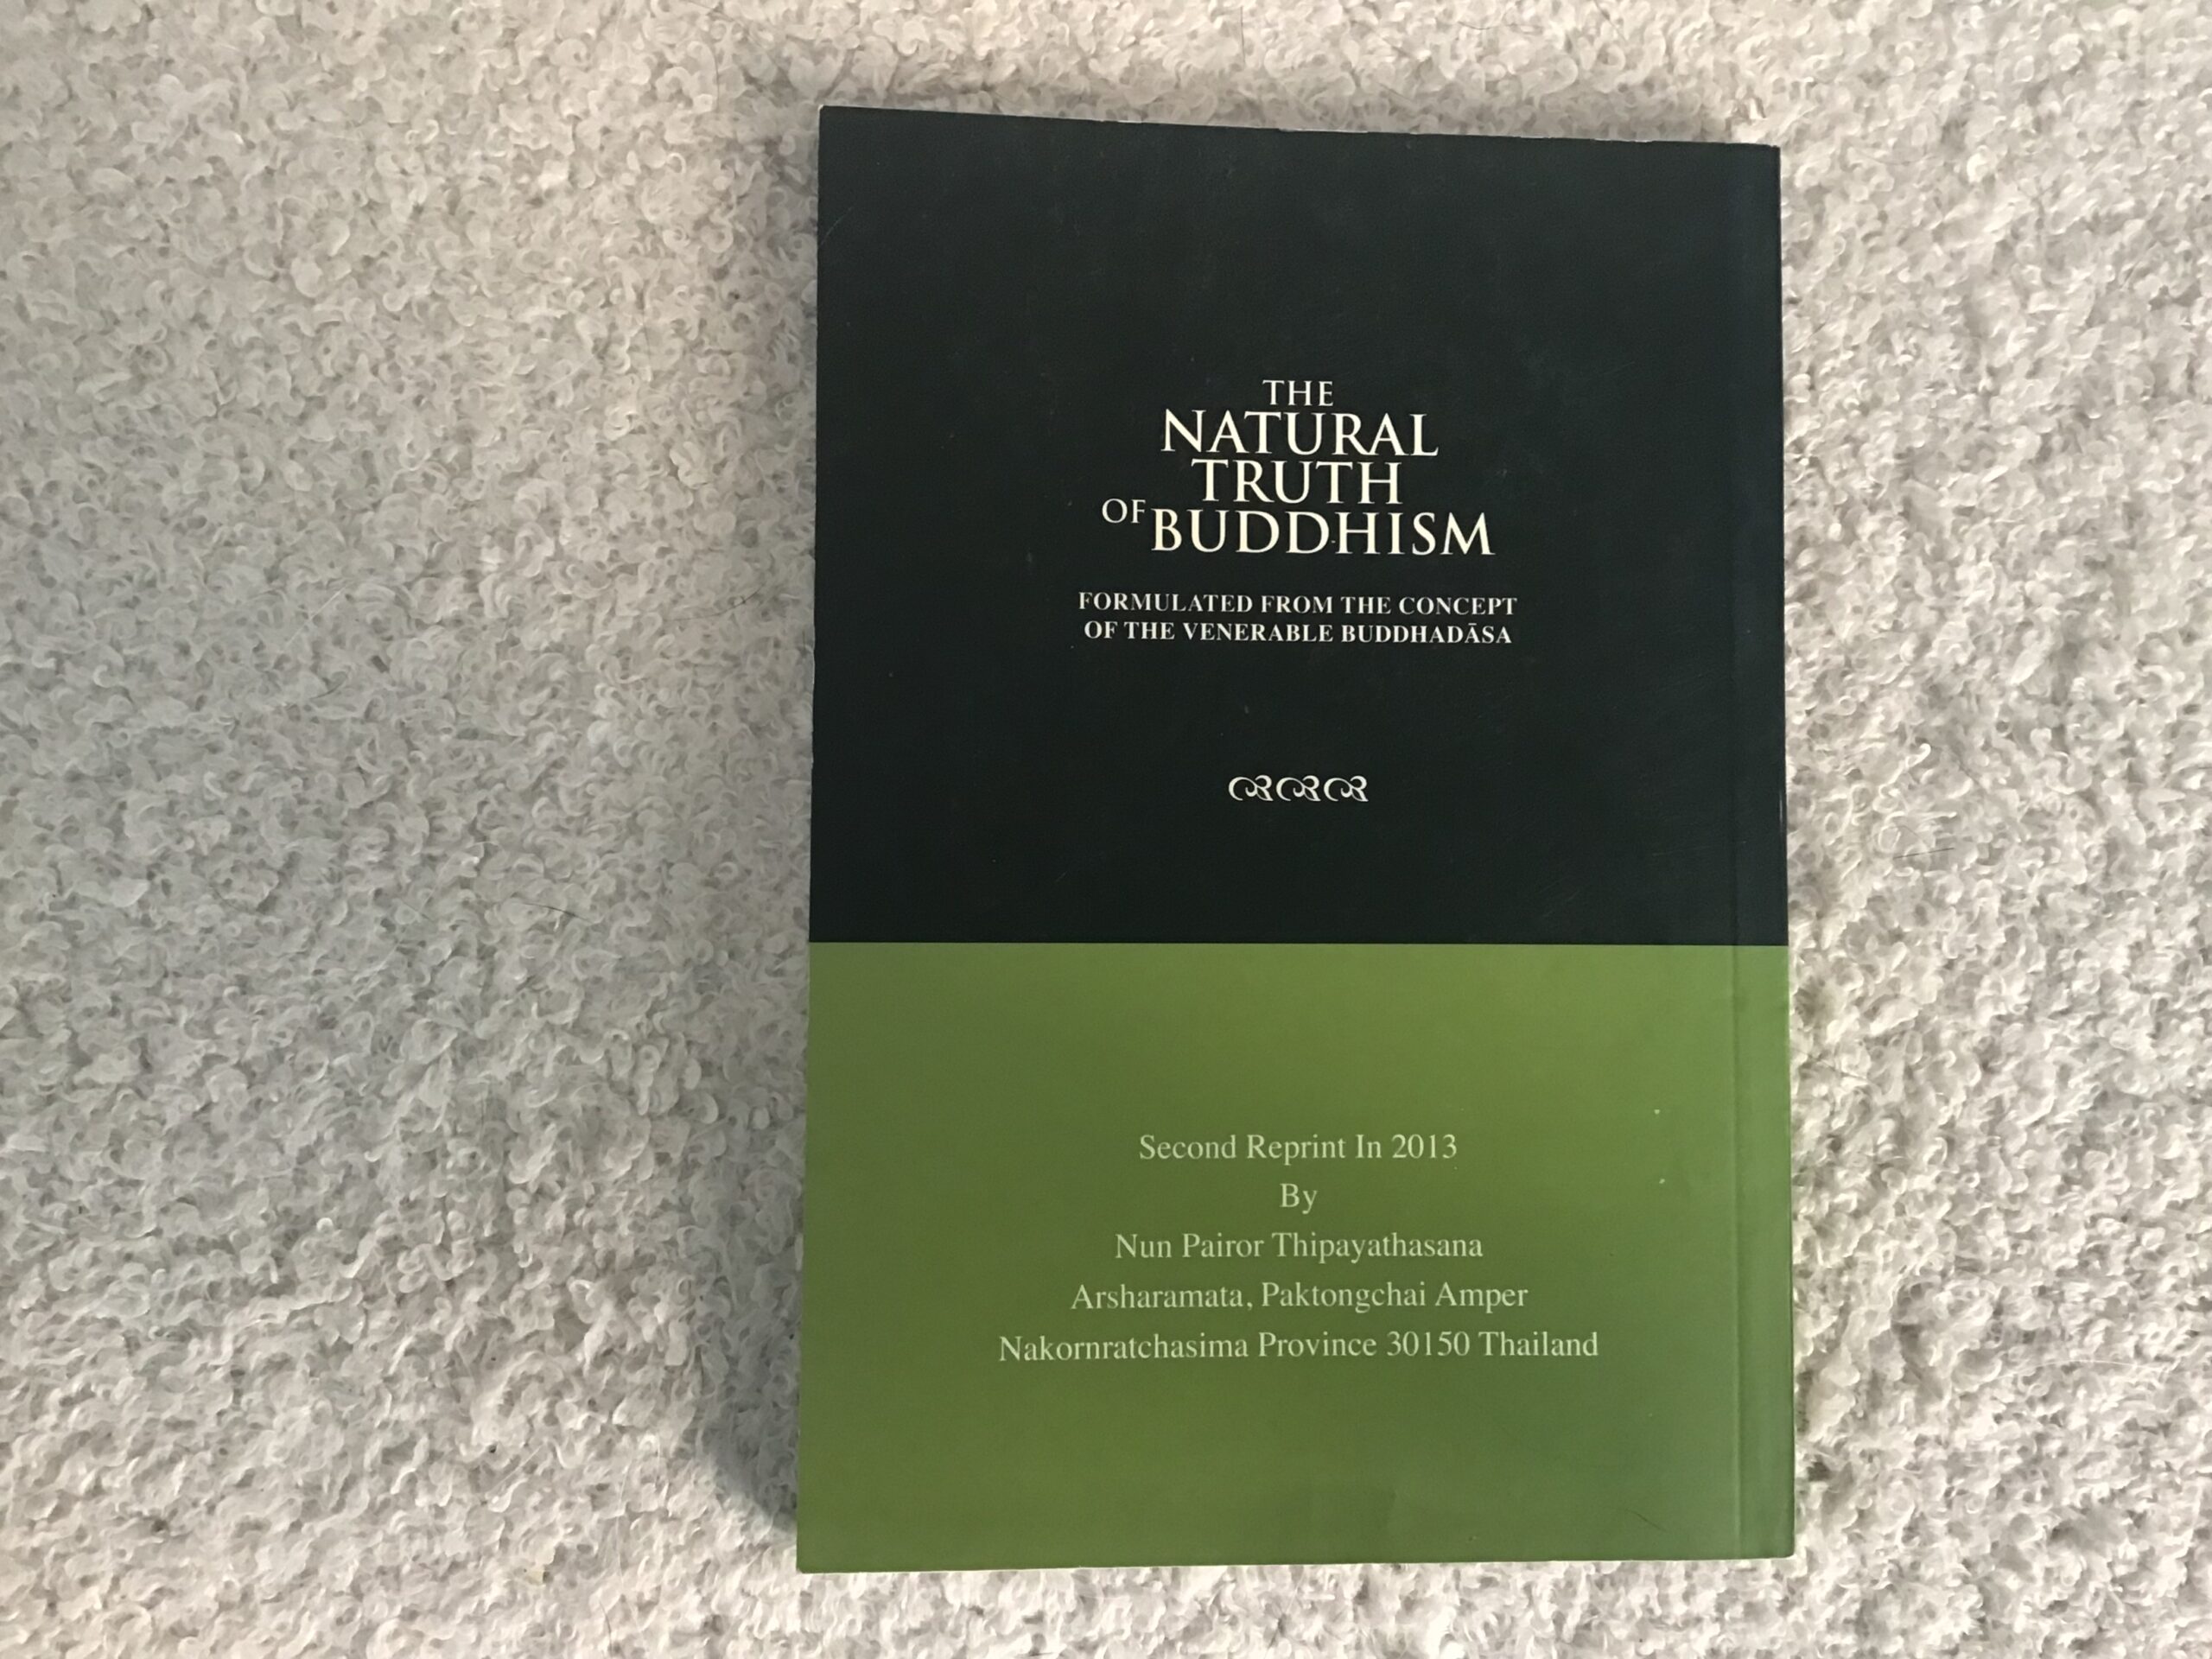 THE
NATURAL
TRUTH
OF BUDDHISM
FORMULATED FROM THE CONCEPT
OF THE VENERABLE BUDDHADĀSA
Second Reprint In 2013
By
Nun Pairor Thipayathasana
Arsharamata, Paktongchai Amper
Nakornratchasima Province 30150 Thailand